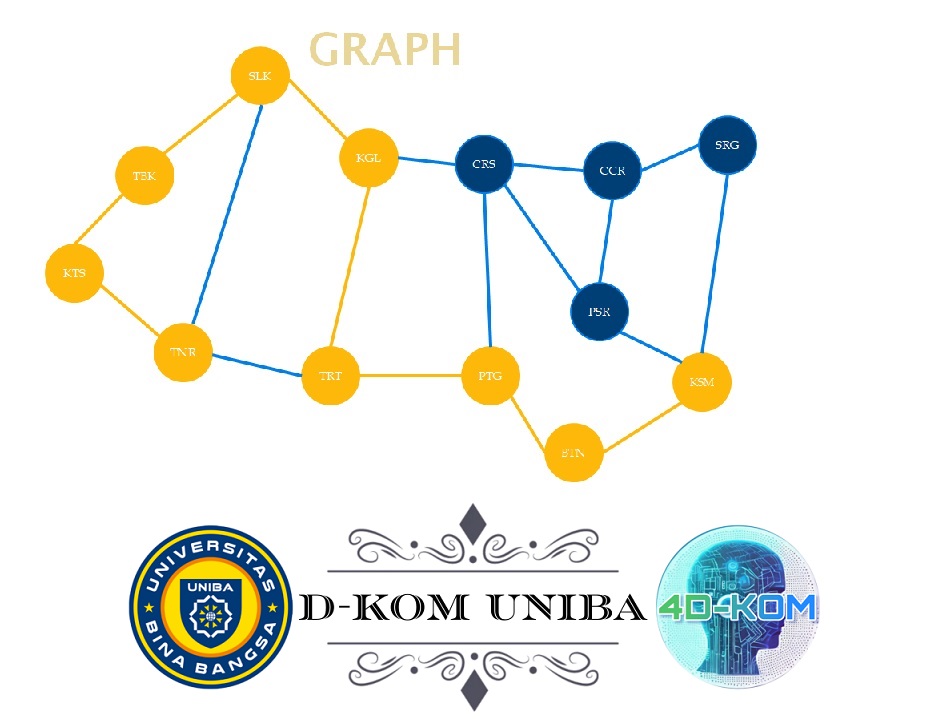 GRAPH
SLK
KGL
CRS
CCR
SRG
TBK
KTS
PSR
TNR
TRT
PTG
KSM
BTN
UNIVERSITAS
UNIBA
BINA BANGSA
D-KOM UNIBA
4D-KOM